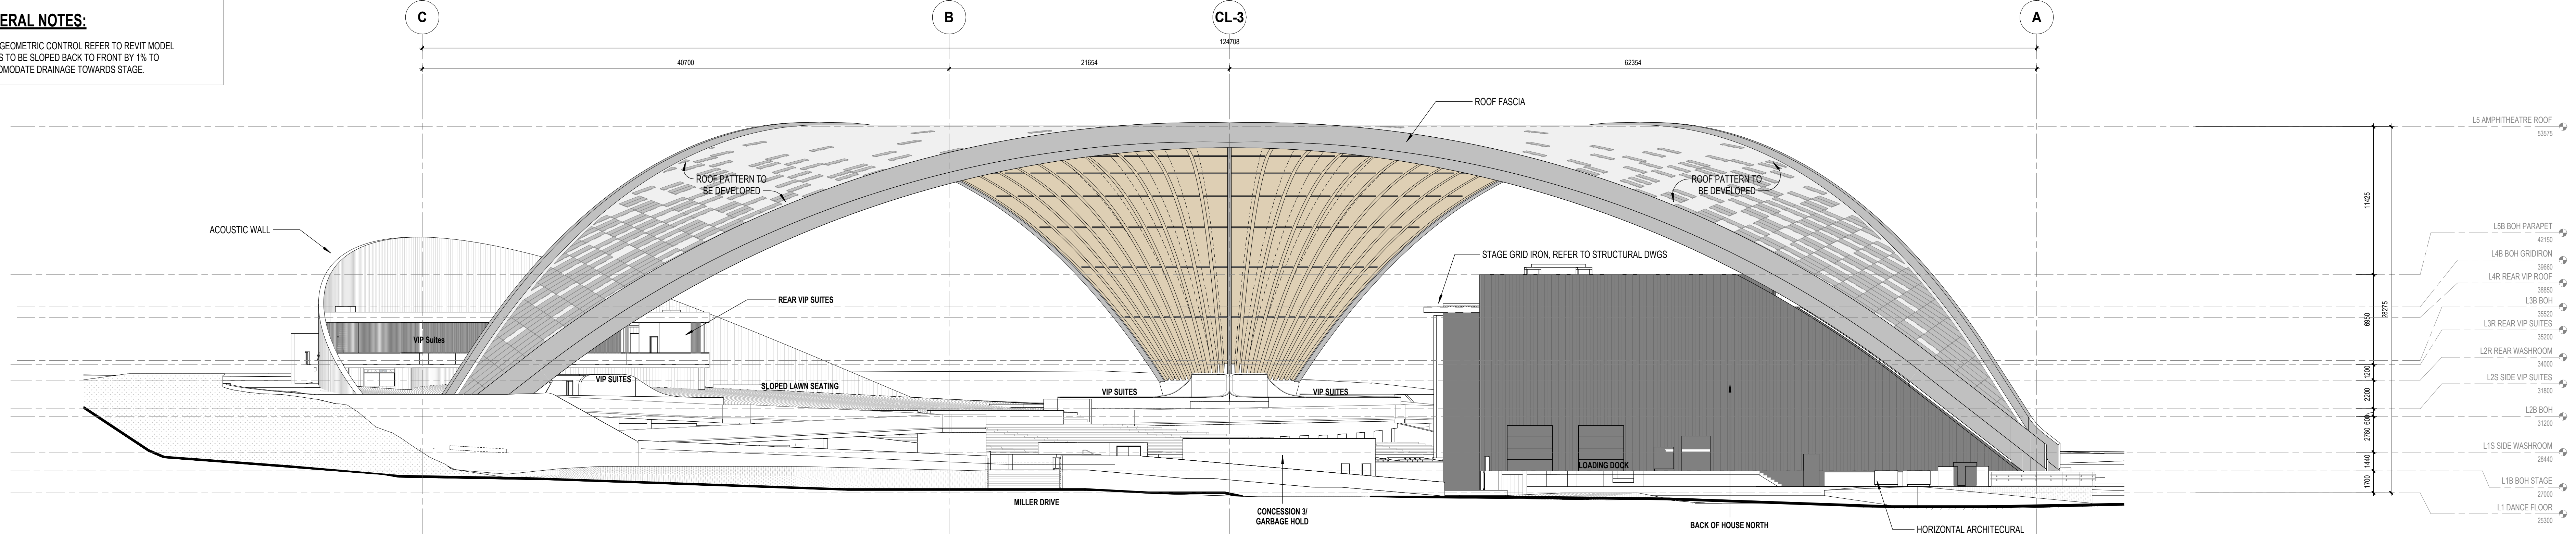 ERAL NOTES:
GEOMETRIC CONTROL REFER TO REVIT MODEL
S TO BE SLOPED BACK TO FRONT BY 1% TO
OMODATE DRAINAGE TOWARDS STAGE.
C
B
CL-3
A
124708
40700
21654
62354
ROOF FASCIA
ROOF PATTERN TO
BE DEVELOPED
ROOF PATTERN TO
BE DEVELOPED
ACOUSTIC WALL
STAGE GRID IRON, REFER TO STRUCTURAL DWGS
REAR VIP SUITES
VIP Suites
VIP SUITES
SLOPED LAWN SEATING
VIP SUITES
VIP SUITES
LOADING DOCK
MILLER DRIVE
CONCESSION 3/
GARBAGE HOLD
BACK OF HOUSE NORTH
HORIZONTAL ARCHITECURAL
11425
6950
1200
2200
600
2760
1440
1700
28275
L5 AMPHITHEATRE ROOF
53575
L5B BOH PARAPET
42150
L4B BOH GRIDIRON
39660
L4R REAR VIP ROOF
38850
L3B BOH
35520
L3R REAR VIP SUITES
35200
L2R REAR WASHROOM
34000
L2S SIDE VIP SUITES
31800
L2B BOH
31200
L1S SIDE WASHROOM
28440
L1B BOH STAGE
27000
L1 DANCE FLOOR
25300